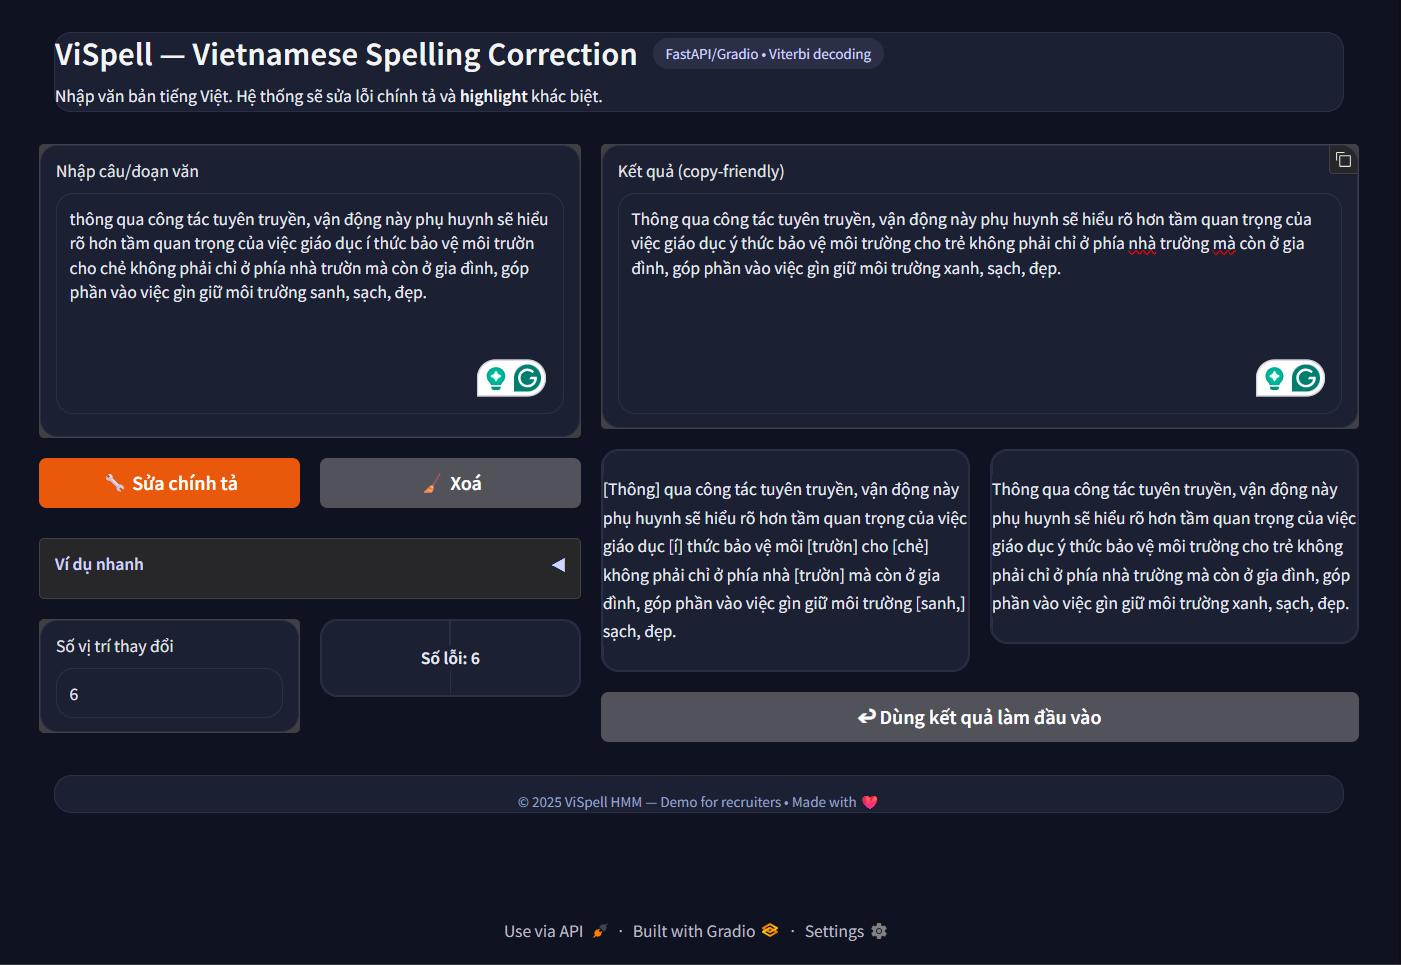 ViSpell — Vietnamese Spelling Correction
FastAPI/Gradio • Viterbi decoding
Nhập văn bản tiếng Việt. Hệ thống sẽ sửa lỗi chính tả và highlight khác biệt.
Nhập câu/đoạn văn
thông qua công tác tuyên truyền, vận động này phụ huynh sẽ hiểu
rõ hơn tầm quan trọng của việc giáo dục í thức bảo vệ môi trườn
cho chẻ không phải chỉ ở phía nhà trườn mà còn ở gia đình, góp
phần vào việc gìn giữ môi trường sanh, sạch, đẹp.
Kết quả (copy-friendly)
Thông qua công tác tuyên truyền, vận động này phụ huynh sẽ hiểu rõ hơn tầm quan trọng của
việc giáo dục ý thức bảo vệ môi trường cho trẻ không phải chỉ ở phía nhà trường mà còn ở gia
đình, góp phần vào việc gìn giữ môi trường xanh, sạch, đẹp.
🔧 Sửa chính tả
🧹 Xoá
Ví dụ nhanh
Số vị trí thay đổi
6
Số lỗi: 6
[Thông] qua công tác tuyên truyền, vận động này
phụ huynh sẽ hiểu rõ hơn tầm quan trọng của việc
giáo dục [í] thức bảo vệ môi [trườn] cho [chẻ]
không phải chỉ ở phía nhà [trườn] mà còn ở gia
đình, góp phần vào việc gìn giữ môi trường [sanh,]
sạch, đẹp.
Thông qua công tác tuyên truyền, vận động này
phụ huynh sẽ hiểu rõ hơn tầm quan trọng của việc
giáo dục ý thức bảo vệ môi trường cho trẻ không
phải chỉ ở phía nhà trường mà còn ở gia đình, góp
phần vào việc gìn giữ môi trường xanh, sạch, đẹp.
↩ Dùng kết quả làm đầu vào
© 2025 ViSpell HMM — Demo for recruiters • Made with ❤️
Use via API 🚀 · Built with Gradio · Settings ⚙️